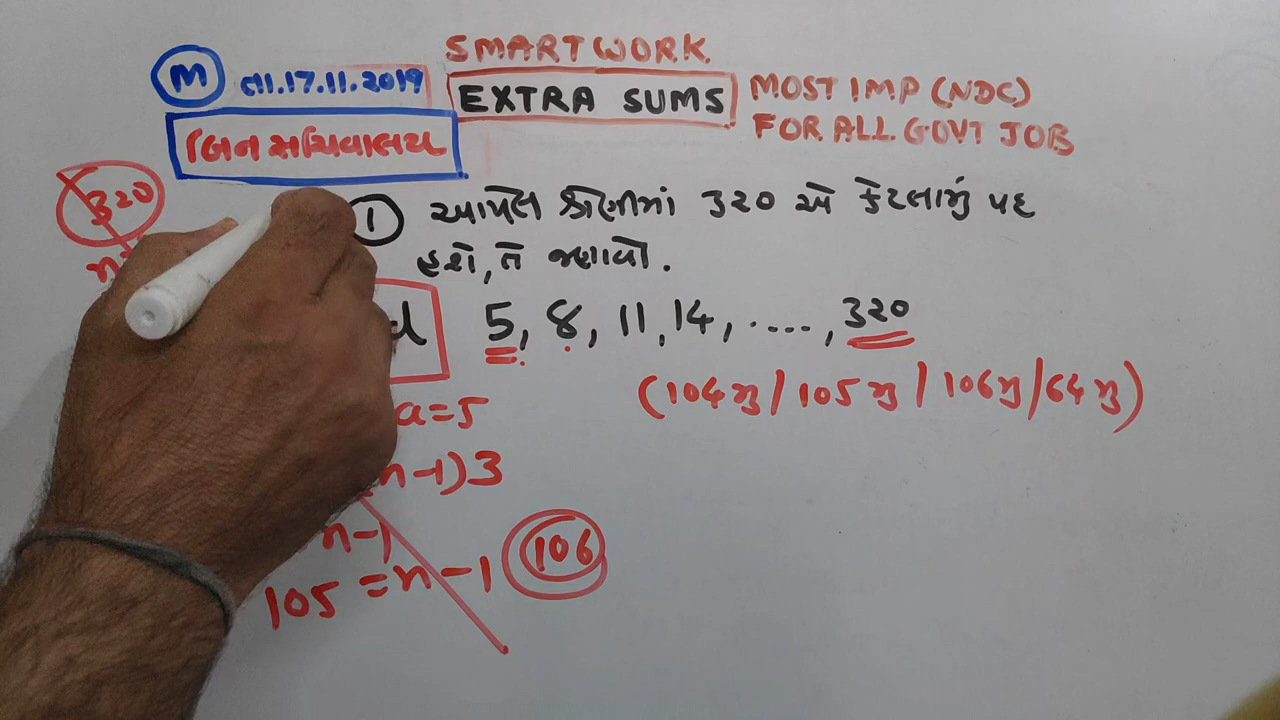 SMART WORK
M તા.17.11.2019
EXTRA SUMS
MOST IMP (NDC)
FOR ALL GOVT JOB
બિન સચિવાલય
320
n
1 આપેલ શ્રેણીમાં 320 એ કેટલામું પદ
હશે, તે જણાવો.
d 5, 8, 11, 14, ....., 320
(104મુ / 105મુ / 106મુ / 64મુ)
a=5
(n-1)3
n-1
105 = n-1 106